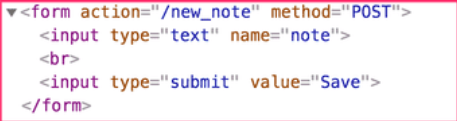 ▼<form action="/new_note" method="POST">
<input type="text" name="note">
<br>
<input type="submit" value="Save">
</form>